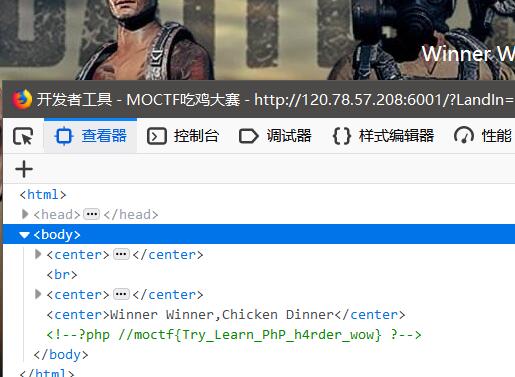 Winner W
开发者工具 - MOCTF吃鸡大赛 - http://120.78.57.208:6001/?LandIn=
查看器 控制台 调试器 {} 样式编辑器 性能
+
<html>
<head>…</head>
<body>
<center>…</center>
<br>
<center>…</center>
<center>Winner Winner,Chicken Dinner</center>
<!--?php //moctf{Try_Learn_PhP_h4rder_wow} ?-->
</body>
</html>